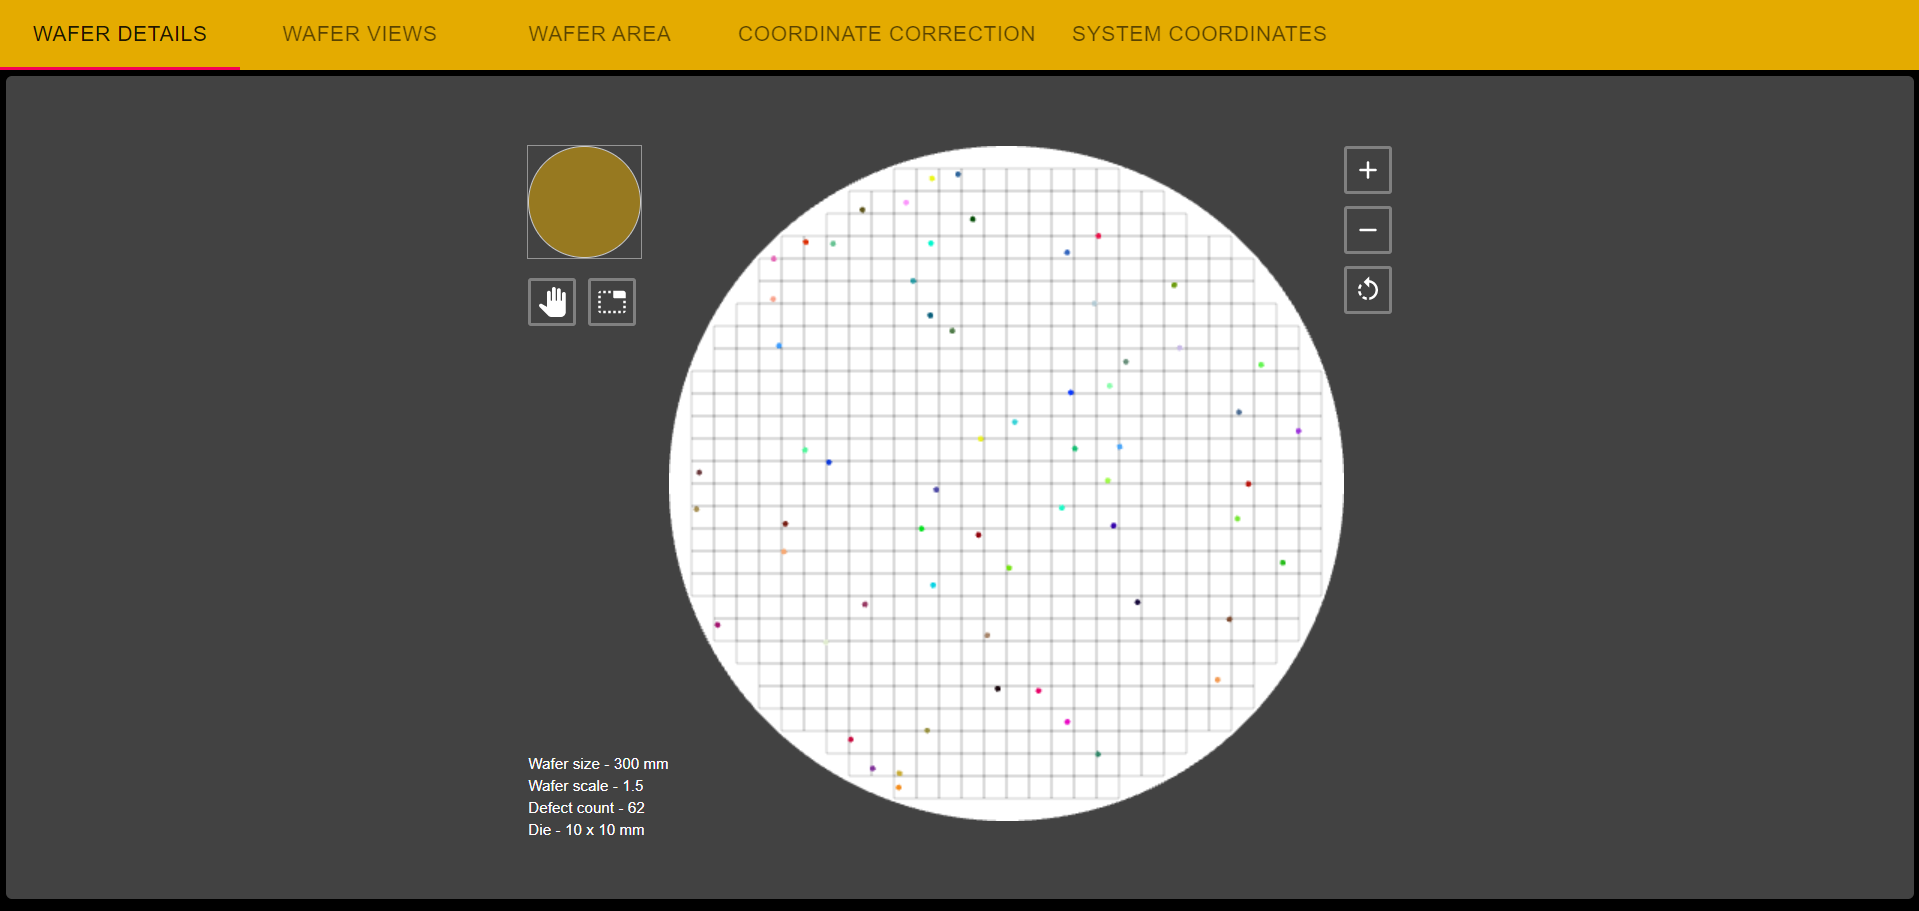 WAFER DETAILS WAFER VIEWS WAFER AREA COORDINATE CORRECTION SYSTEM COORDINATES
Wafer size - 300 mm
Wafer scale - 1.5
Defect count - 62
Die - 10 x 10 mm